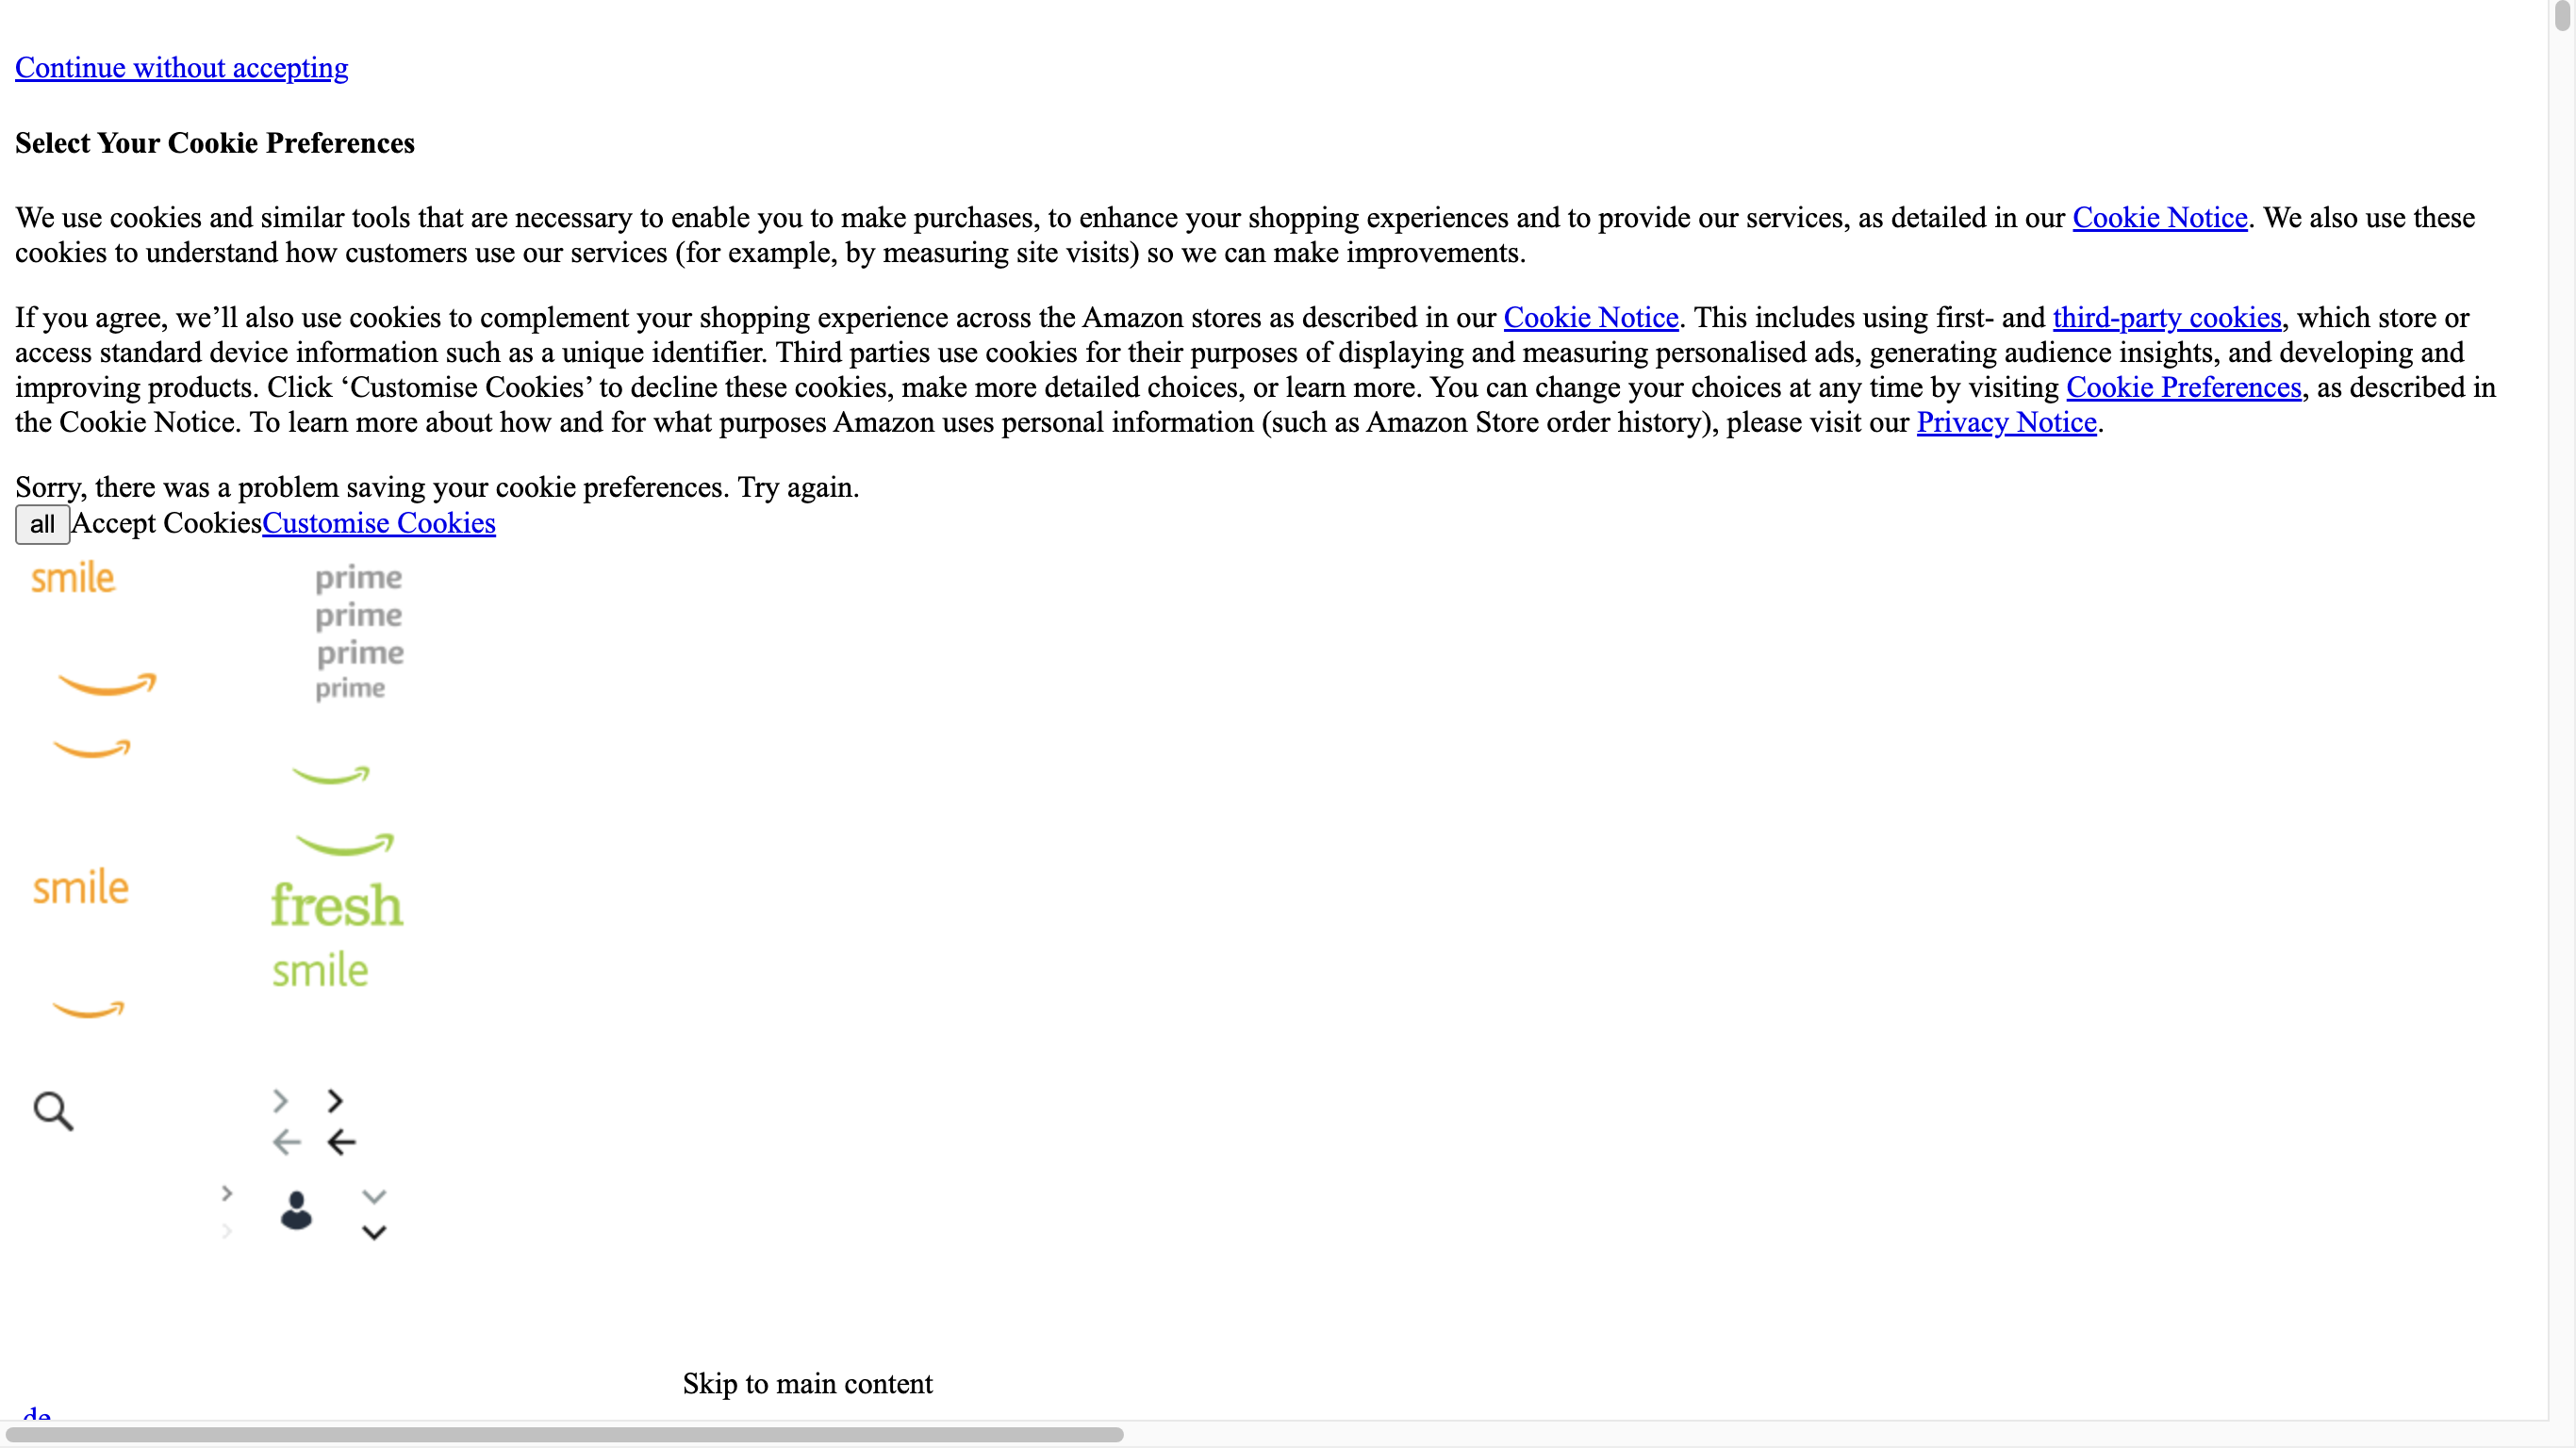 Continue without accepting
Select Your Cookie Preferences
We use cookies and similar tools that are necessary to enable you to make purchases, to enhance your shopping experiences and to provide our services, as detailed in our Cookie Notice. We also use these
cookies to understand how customers use our services (for example, by measuring site visits) so we can make improvements.
If you agree, we’ll also use cookies to complement your shopping experience across the Amazon stores as described in our Cookie Notice. This includes using first- and third-party cookies, which store or
access standard device information such as a unique identifier. Third parties use cookies for their purposes of displaying and measuring personalised ads, generating audience insights, and developing and
improving products. Click ‘Customise Cookies’ to decline these cookies, make more detailed choices, or learn more. You can change your choices at any time by visiting Cookie Preferences, as described in
the Cookie Notice. To learn more about how and for what purposes Amazon uses personal information (such as Amazon Store order history), please visit our Privacy Notice.
Sorry, there was a problem saving your cookie preferences. Try again.
all Accept CookiesCustomise Cookies
smile
prime
prime
prime
prime
smile
fresh
smile
Skip to main content
de